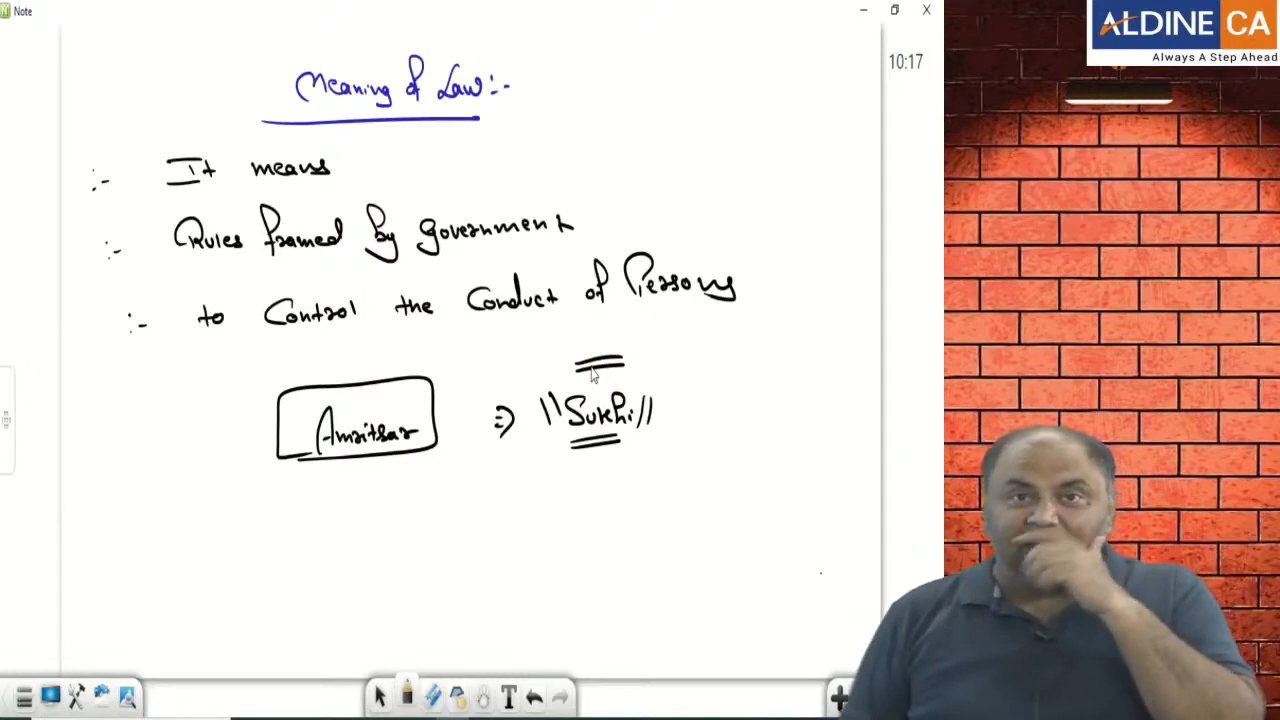 Note
ALDINE CA
Always A Step Ahead
10:17
Meaning of Law:-
:- It means
:- Rules framed by government
:- to Control the Conduct of Persons
Amritsar ⇒ "Sukhi"